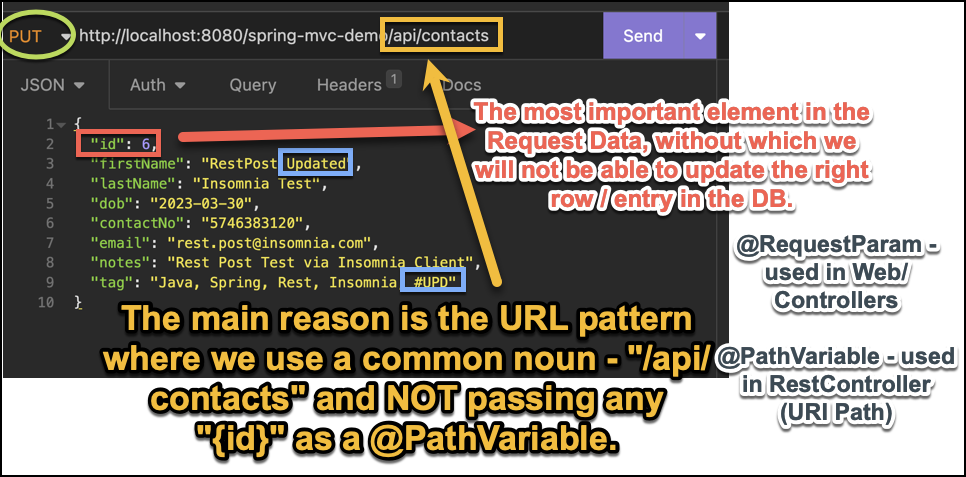 PUT http://localhost:8080/spring-mvc-demo/api/contacts Send
JSON Auth Query Headers 1 Docs
1 {
2 "id": 6,
3 "firstName": "RestPost Updated",
4 "lastName": "Insomnia Test",
5 "dob": "2023-03-30",
6 "contactNo": "5746383120",
7 "email": "rest.post@insomnia.com",
8 "notes": "Rest Post Test via Insomnia Client",
9 "tag": "Java, Spring, Rest, Insomnia #UPD"
10 }
The most important element in the
Request Data, without which we
will not be able to update the right
row / entry in the DB.
@RequestParam -
used in Web/
Controllers
@PathVariable - used
in RestController
(URI Path)
The main reason is the URL pattern
where we use a common noun - "/api/
contacts" and NOT passing any
"{id}" as a @PathVariable.